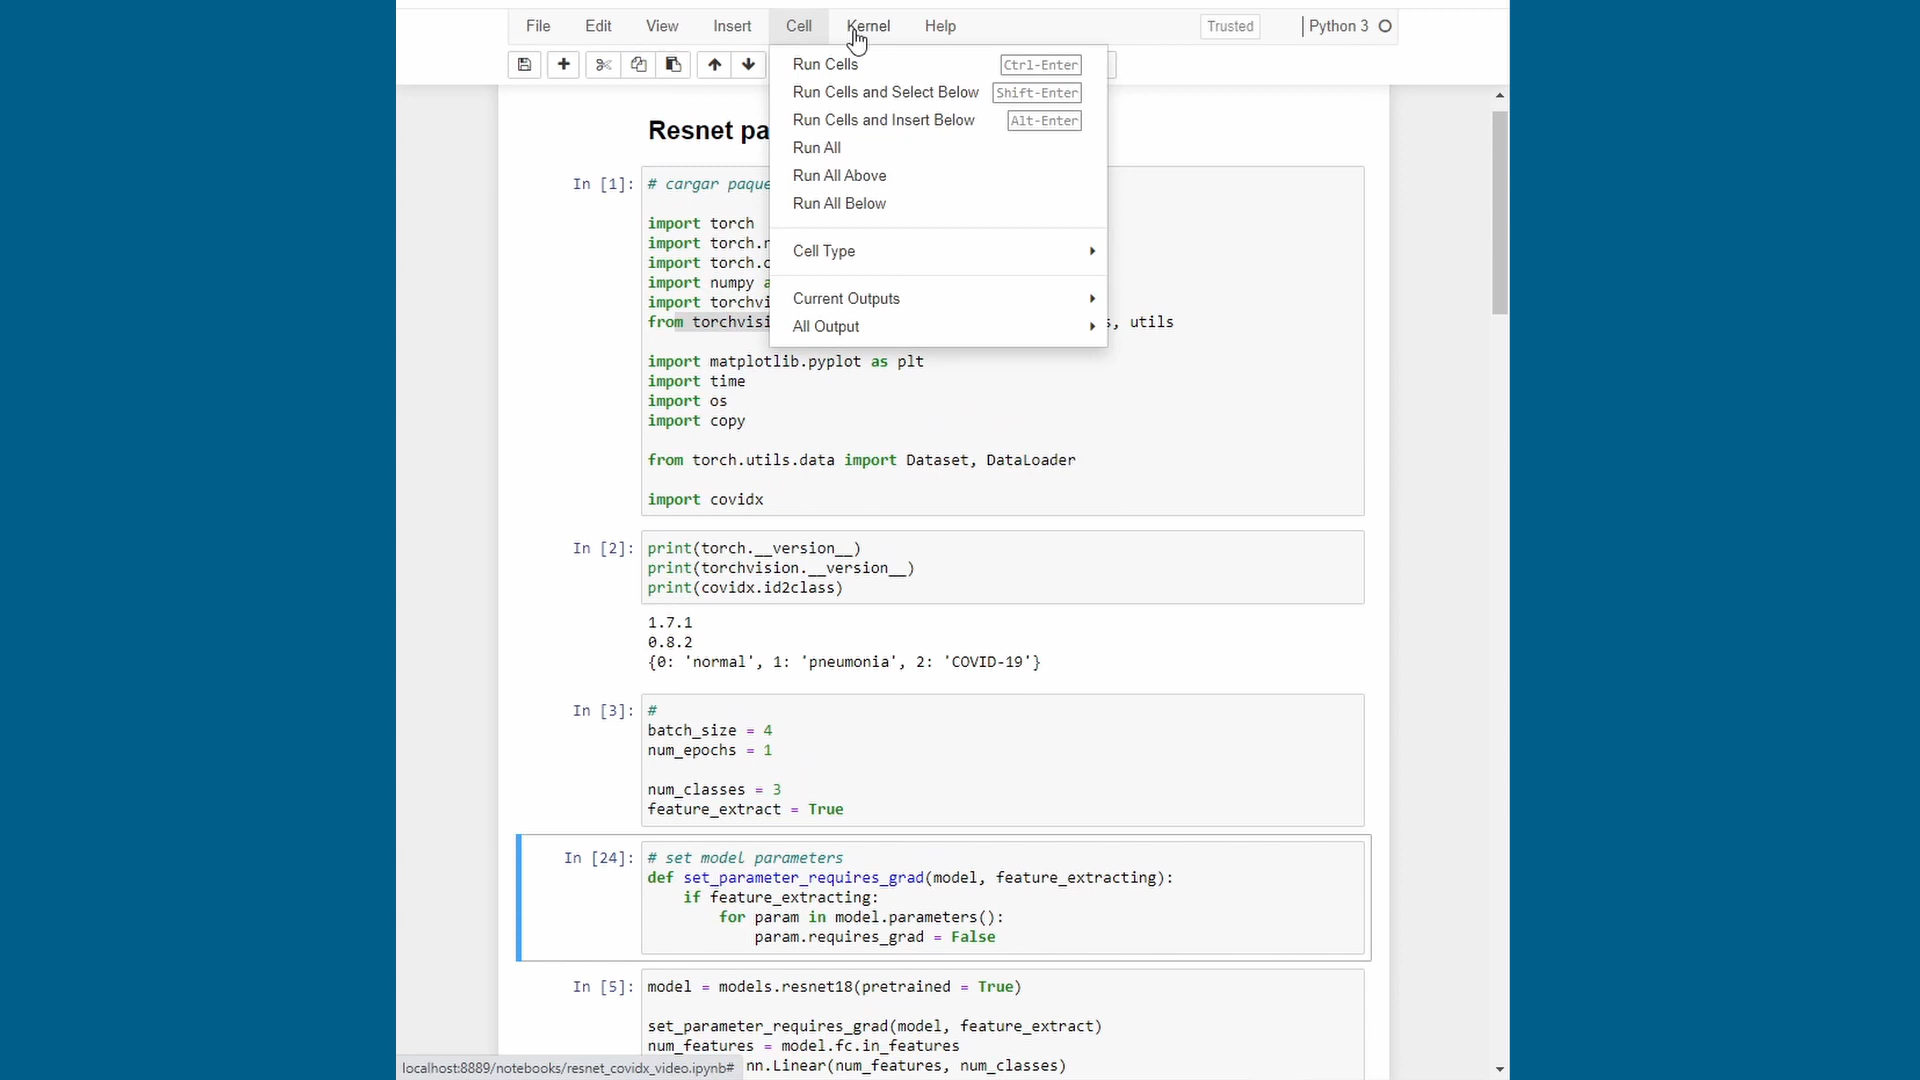 File Edit View Insert Cell Kernel Help Trusted Python 3
Run Cells Ctrl-Enter
Run Cells and Select Below Shift-Enter
Run Cells and Insert Below Alt-Enter
Run All
Run All Above
Run All Below
Cell Type
Current Outputs
All Output
Resnet pa
In [1]: # cargar paque
import torch
import torch.n
import torch.o
import numpy a
import torchvi
from torchvisi s, utils
import matplotlib.pyplot as plt
import time
import os
import copy
from torch.utils.data import Dataset, DataLoader
import covidx
In [2]: print(torch.__version__)
print(torchvision.__version__)
print(covidx.id2class)
1.7.1
0.8.2
{0: 'normal', 1: 'pneumonia', 2: 'COVID-19'}
In [3]: #
batch_size = 4
num_epochs = 1
num_classes = 3
feature_extract = True
In [24]: # set model parameters
def set_parameter_requires_grad(model, feature_extracting):
if feature_extracting:
for param in model.parameters():
param.requires_grad = False
In [5]: model = models.resnet18(pretrained = True)
set_parameter_requires_grad(model, feature_extract)
num_features = model.fc.in_features
nn.Linear(num_features, num_classes)
localhost:8889/notebooks/resnet_covidx_video.ipynb#